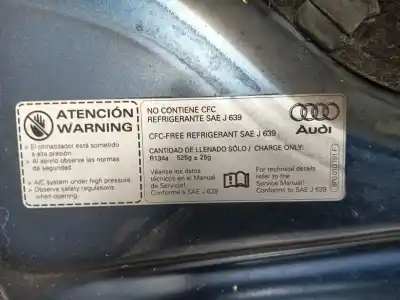 ATENCIÓN
WARNING
> El climatizador está sometido
a alta presión.
> Al abrirlo observe las normas
da seguridad.
> A/C system under high pressure.
> Observe safety regulations
when opening.
NO CONTIENE CFC
REFRIGERANTE SAE J 639
CFC-FREE REFRIGERANT SAE J 639
CANTIDAD DE LLENADO SÓLO / CHARGE ONLY:
R134a 525g ± 25g
Véanse los datos
técnicos en el Manual
de Servicio!
Conforme a SAE J 639
For technical details
refer to the Service
Manual!
Conforms to SAE J 639
Audi